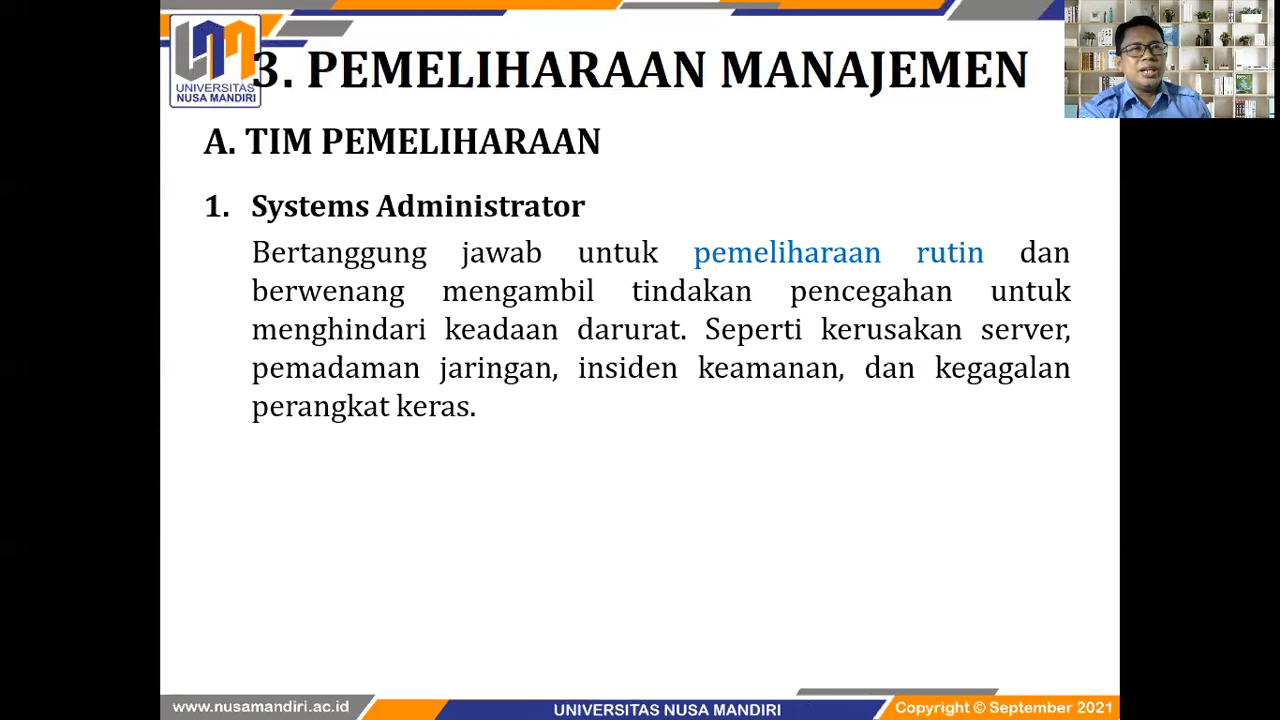 UNIVERSITAS
NUSA MANDIRI
3. PEMELIHARAAN MANAJEMEN
A. TIM PEMELIHARAAN
1. Systems Administrator
Bertanggung jawab untuk pemeliharaan rutin dan
berwenang mengambil tindakan pencegahan untuk
menghindari keadaan darurat. Seperti kerusakan server,
pemadaman jaringan, insiden keamanan, dan kegagalan
perangkat keras.
www.nusamandiri.ac.id
UNIVERSITAS NUSA MANDIRI
Copyright © September 2021